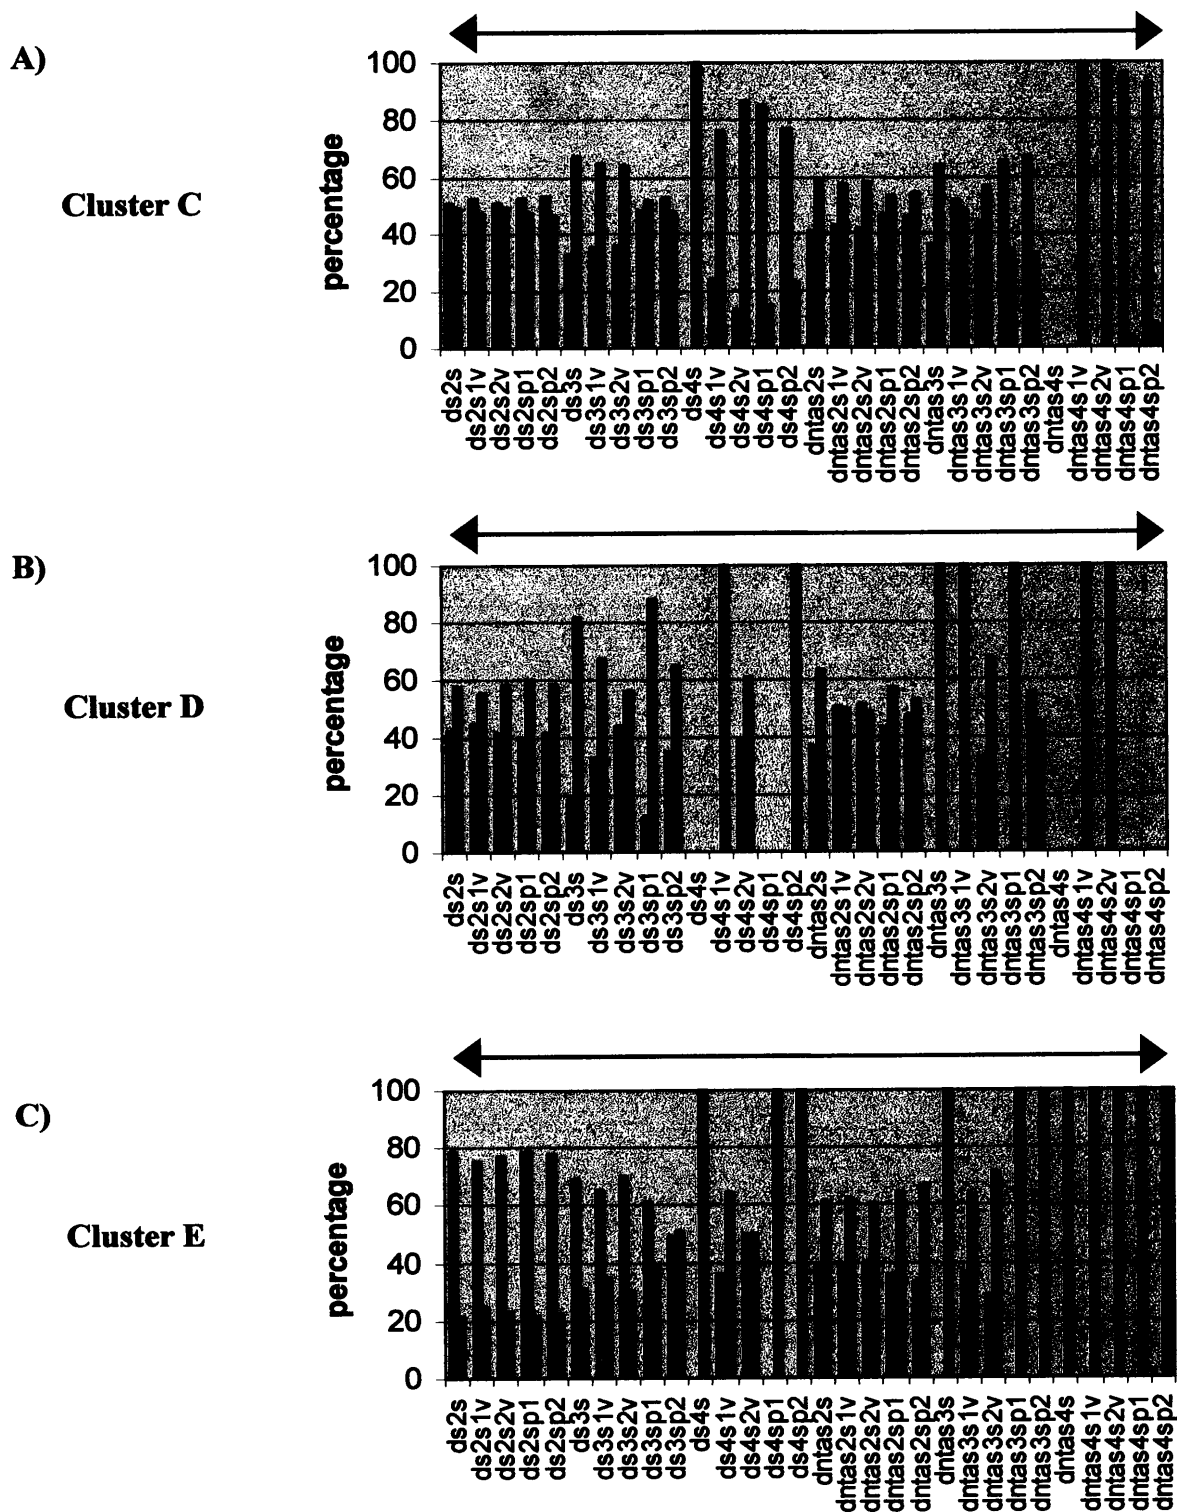 A)
Cluster C
percentage
100
80
60
40
20
0
ds2s
ds2s1v
ds2s2v
ds2sp1
ds2sp2
ds3s
ds3s1v
ds3s2v
ds3sp1
ds3sp2
ds4s
ds4s1v
ds4s2v
ds4sp1
ds4sp2
dntas2s
dntas2s1v
dntas2s2v
dntas2sp1
dntas2sp2
dntas3s
dntas3s1v
dntas3s2v
dntas3sp1
dntas3sp2
dntas4s
dntas4s1v
dntas4s2v
dntas4sp1
dntas4sp2
B)
Cluster D
percentage
100
80
60
40
20
0
ds2s
ds2s1v
ds2s2v
ds2sp1
ds2sp2
ds3s
ds3s1v
ds3s2v
ds3sp1
ds3sp2
ds4s
ds4s1v
ds4s2v
ds4sp1
ds4sp2
dntas2s
dntas2s1v
dntas2s2v
dntas2sp1
dntas2sp2
dntas3s
dntas3s1v
dntas3s2v
dntas3sp1
dntas3sp2
dntas4s
dntas4s1v
dntas4s2v
dntas4sp1
dntas4sp2
C)
Cluster E
percentage
100
80
60
40
20
0
ds2s
ds2s1v
ds2s2v
ds2sp1
ds2sp2
ds3s
ds3s1v
ds3s2v
ds3sp1
ds3sp2
ds4s
ds4s1v
ds4s2v
ds4sp1
ds4sp2
dntas2s
dntas2s1v
dntas2s2v
dntas2sp1
dntas2sp2
dntas3s
dntas3s1v
dntas3s2v
dntas3sp1
dntas3sp2
dntas4s
dntas4s1v
dntas4s2v
dntas4sp1
dntas4sp2